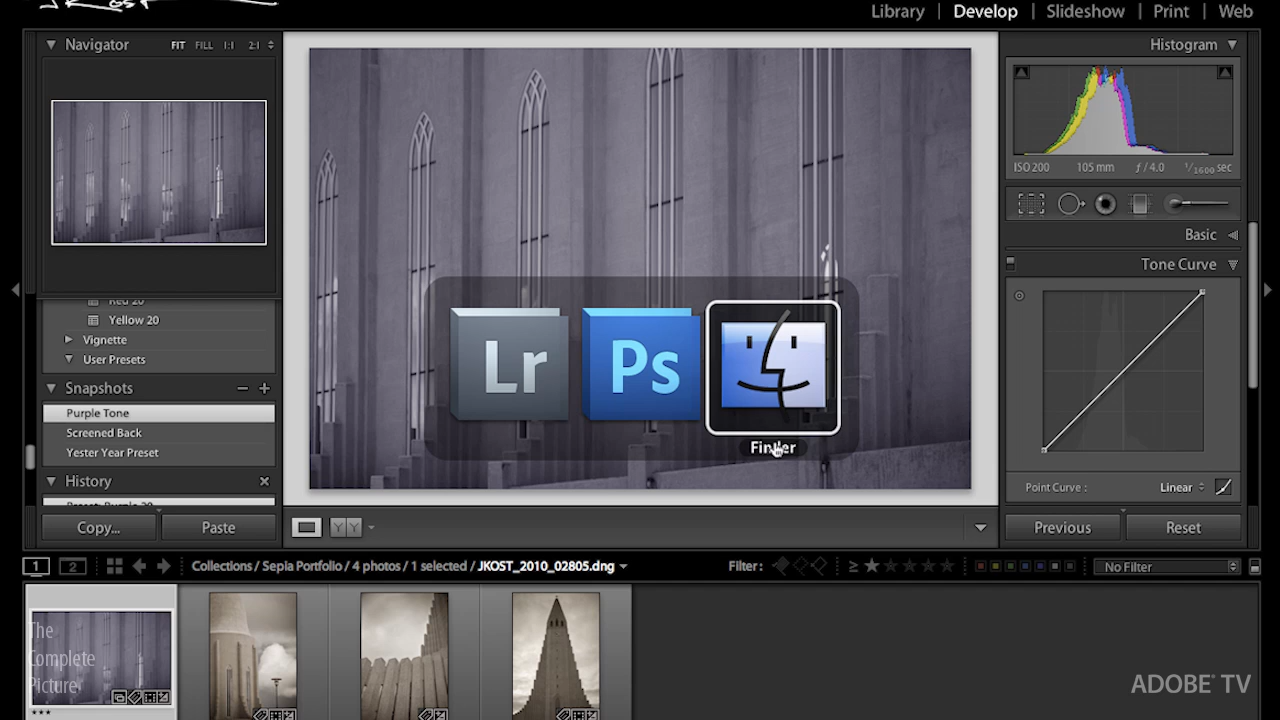 Library | Develop | Slideshow | Print | Web
Navigator FIT FILL 1:1 2:1
Histogram
ISO 200 105 mm ƒ / 4.0 1/1600 sec
Basic
Tone Curve
Red 20
Yellow 20
Vignette
User Presets
Snapshots
Purple Tone
Screened Back
Yester Year Preset
History
Lr Ps
Finder
Point Curve : Linear
Copy... Paste
YY
Previous Reset
1 2 Collections / Sepia Portfolio / 4 photos / 1 selected / JKOST_2010_02805.dng Filter : ≥ No Filter
The
Complete
Picture
ADOBE® TV